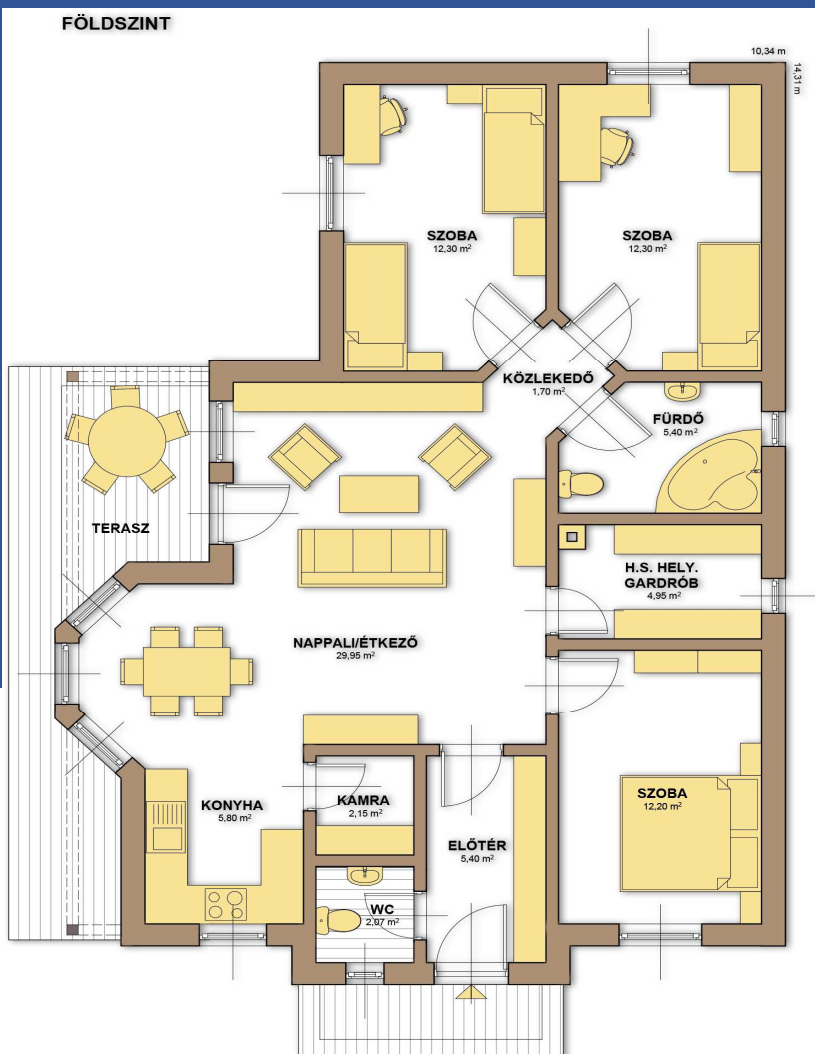 FÖLDSZINT
10,34 m
14,31 m
SZOBA
12,30 m²
SZOBA
12,30 m²
KÖZLEKEDŐ
1,70 m²
FÜRDŐ
5,40 m²
TERASZ
H.S. HELY.
GARDRÓB
4,95 m²
NAPPALI/ÉTKEZŐ
29,95 m²
KONYHA
5,80 m²
KAMRA
2,15 m²
SZOBA
12,20 m²
ELŐTÉR
5,40 m²
WC
2,07 m²